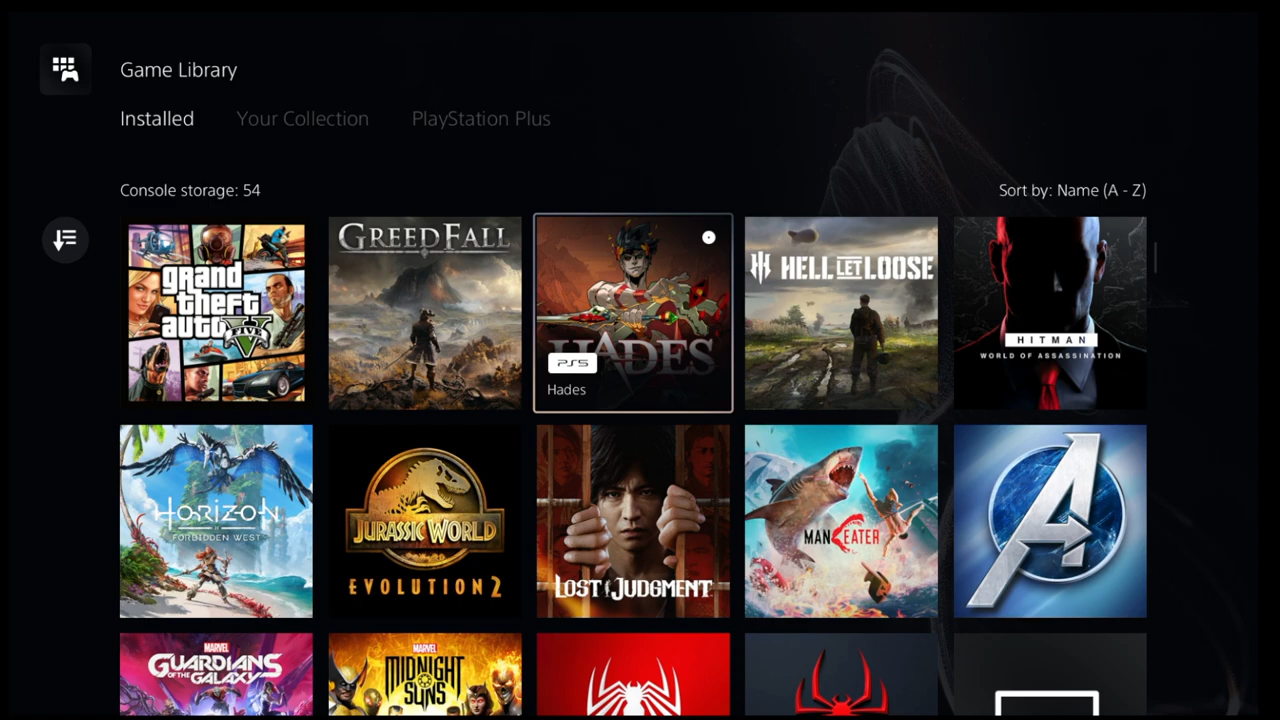 Game Library
Installed Your Collection PlayStation Plus
Console storage: 54 Sort by: Name (A - Z)
grand
theft
auto V
FIVE
GREEDFALL
HADES
PS5
Hades
HELL LET LOOSE
HITMAN
WORLD OF ASSASSINATION
HORIZON
FORBIDDEN WEST
JURASSIC WORLD
EVOLUTION 2
LOST JUDGMENT
MANEATER
A
MARVEL
GUARDIANS
OF THE GALAXY
MARVEL
MIDNIGHT
SUNS